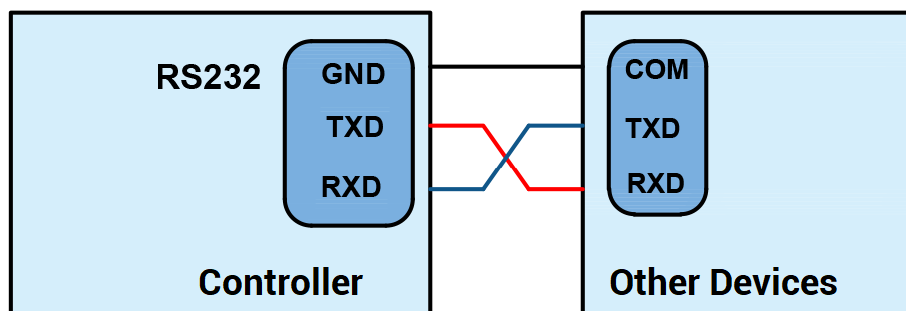 RS232
GND
TXD
RXD
Controller
COM
TXD
RXD
Other Devices